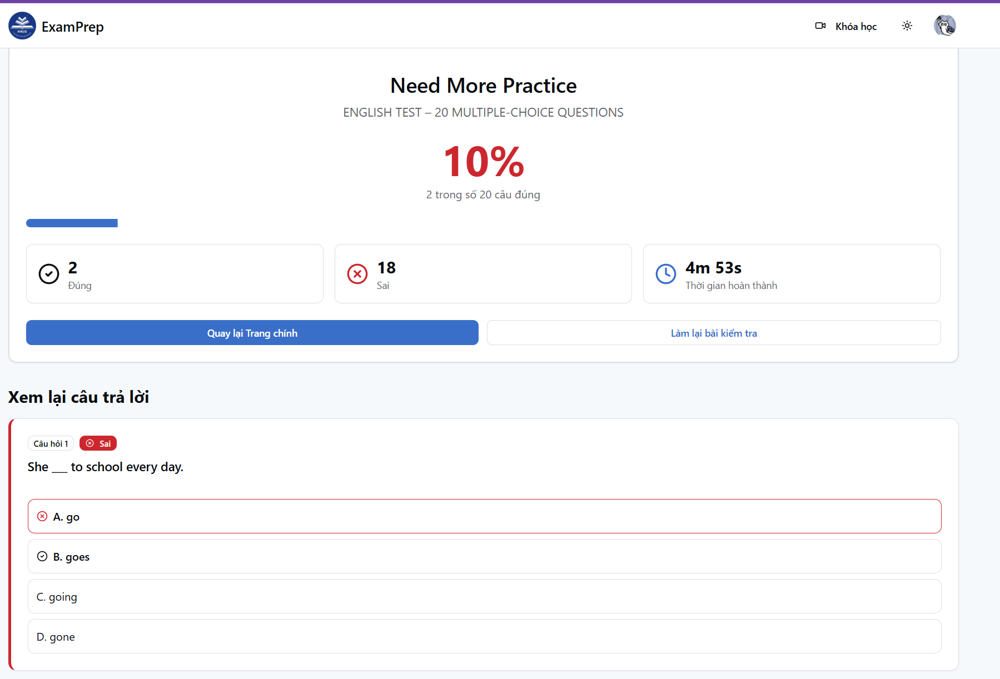 HNUE
ExamPrep
Khóa học
Need More Practice
ENGLISH TEST – 20 MULTIPLE-CHOICE QUESTIONS
10%
2 trong số 20 câu đúng
2
Đúng
18
Sai
4m 53s
Thời gian hoàn thành
Quay lại Trang chính
Làm lại bài kiểm tra
Xem lại câu trả lời
Câu hỏi 1
Sai
She ___ to school every day.
A. go
B. goes
C. going
D. gone